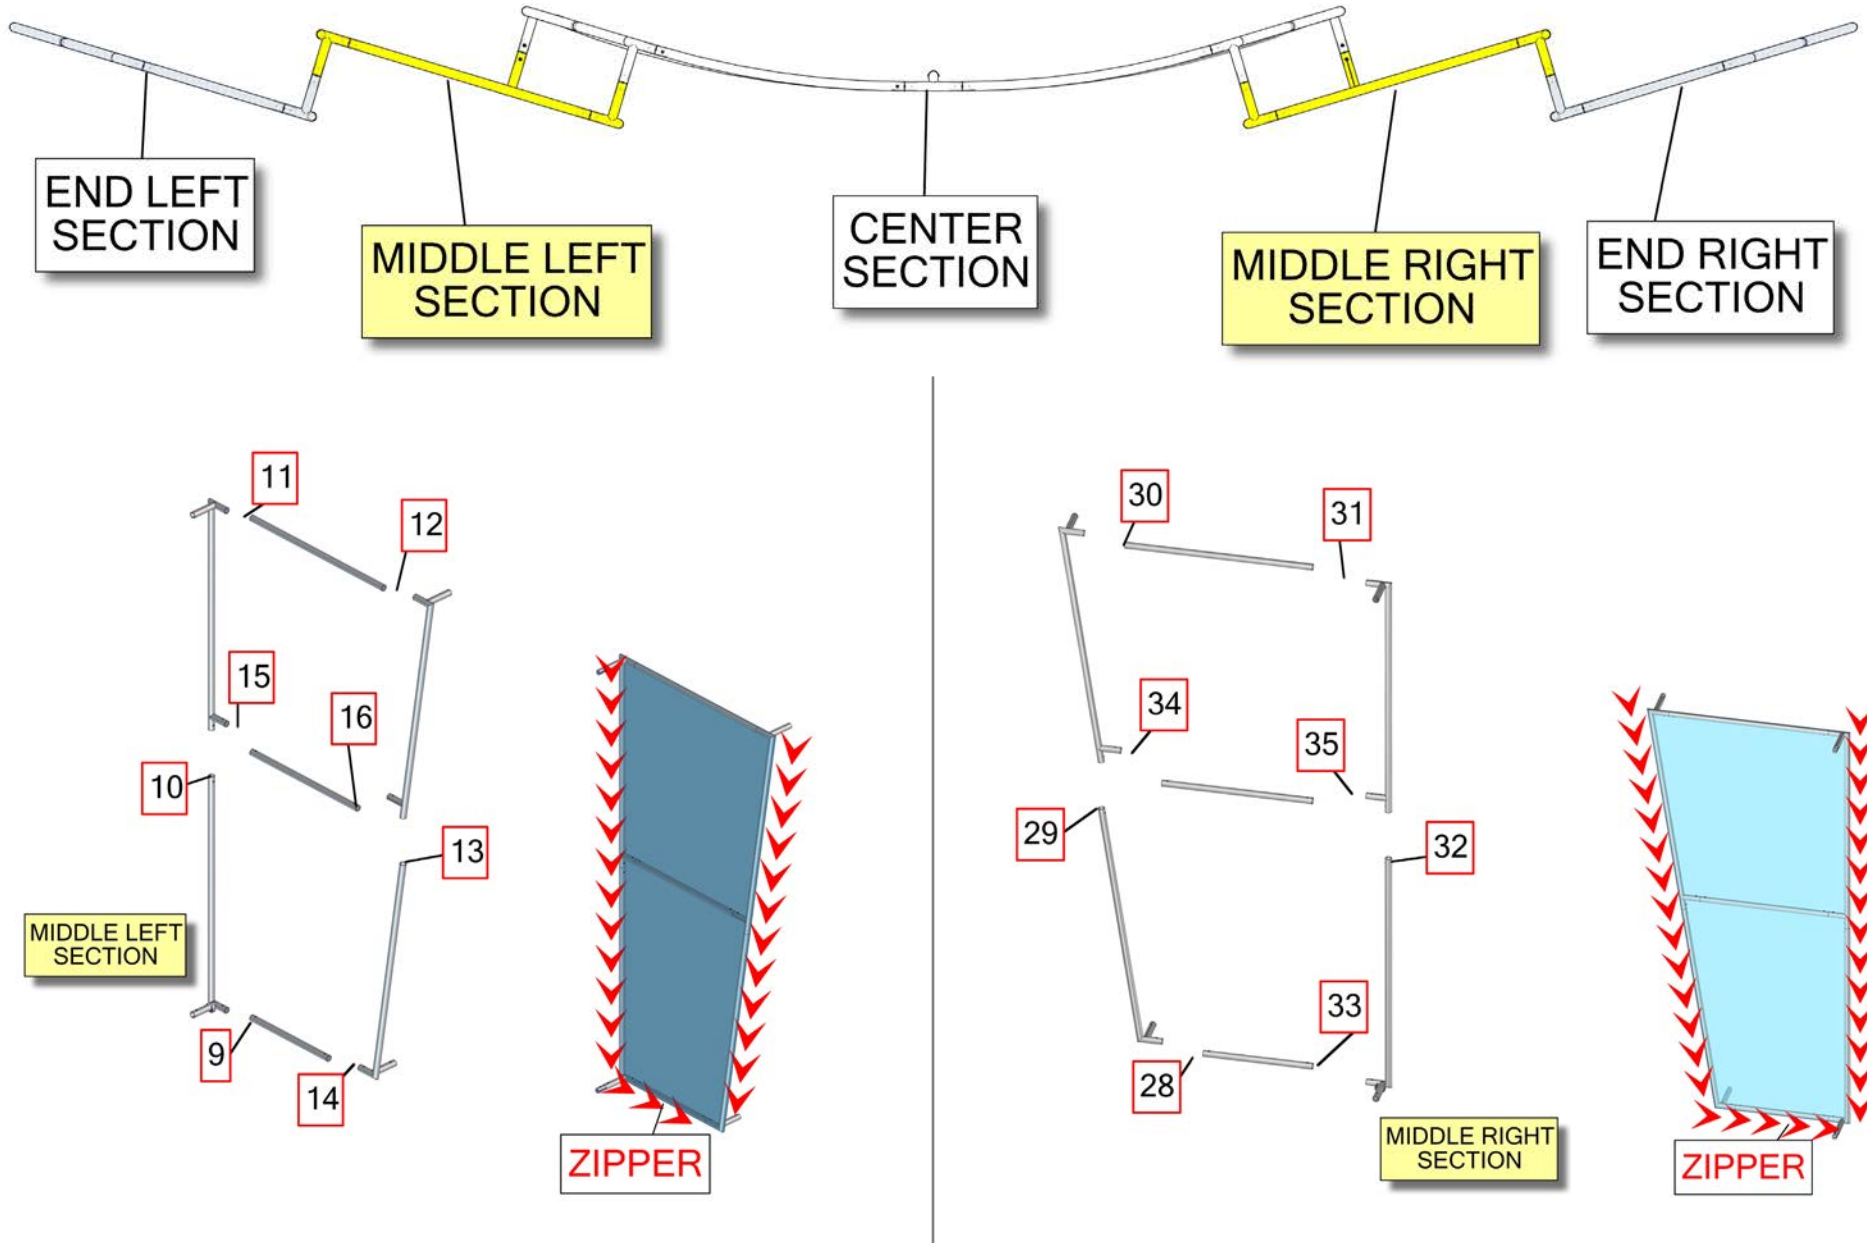 END LEFT
SECTION
MIDDLE LEFT
SECTION
CENTER
SECTION
MIDDLE RIGHT
SECTION
END RIGHT
SECTION
11
12
15
16
10
13
MIDDLE LEFT
SECTION
9
14
ZIPPER
30
31
34
35
29
32
33
28
MIDDLE RIGHT
SECTION
ZIPPER